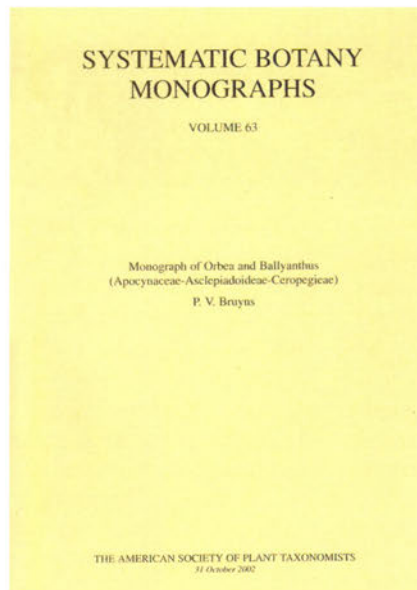 SYSTEMATIC BOTANY
MONOGRAPHS
VOLUME 63
Monograph of Orbea and Ballyanthus
(Apocynaceae-Asclepiadoideae-Ceropegieae)
P. V. Bruyns
THE AMERICAN SOCIETY OF PLANT TAXONOMISTS
31 October 2002